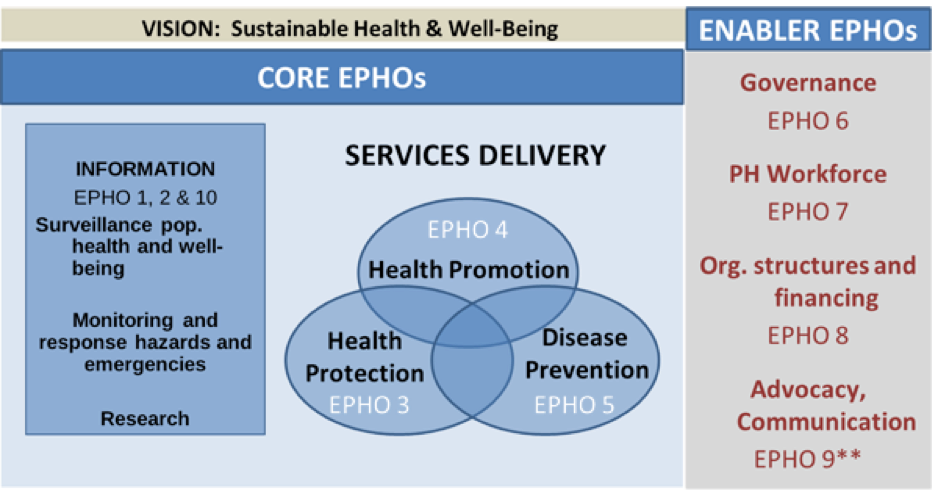 VISION: Sustainable Health & Well-Being
CORE EPHOs
INFORMATION
EPHO 1, 2 & 10
Surveillance pop.
health and well-
being
Monitoring and
response hazards and
emergencies
Research
SERVICES DELIVERY
EPHO 4
Health Promotion
Health
Protection
EPHO 3
Disease
Prevention
EPHO 5
ENABLER EPHOs
Governance
EPHO 6
PH Workforce
EPHO 7
Org. structures and
financing
EPHO 8
Advocacy,
Communication
EPHO 9**